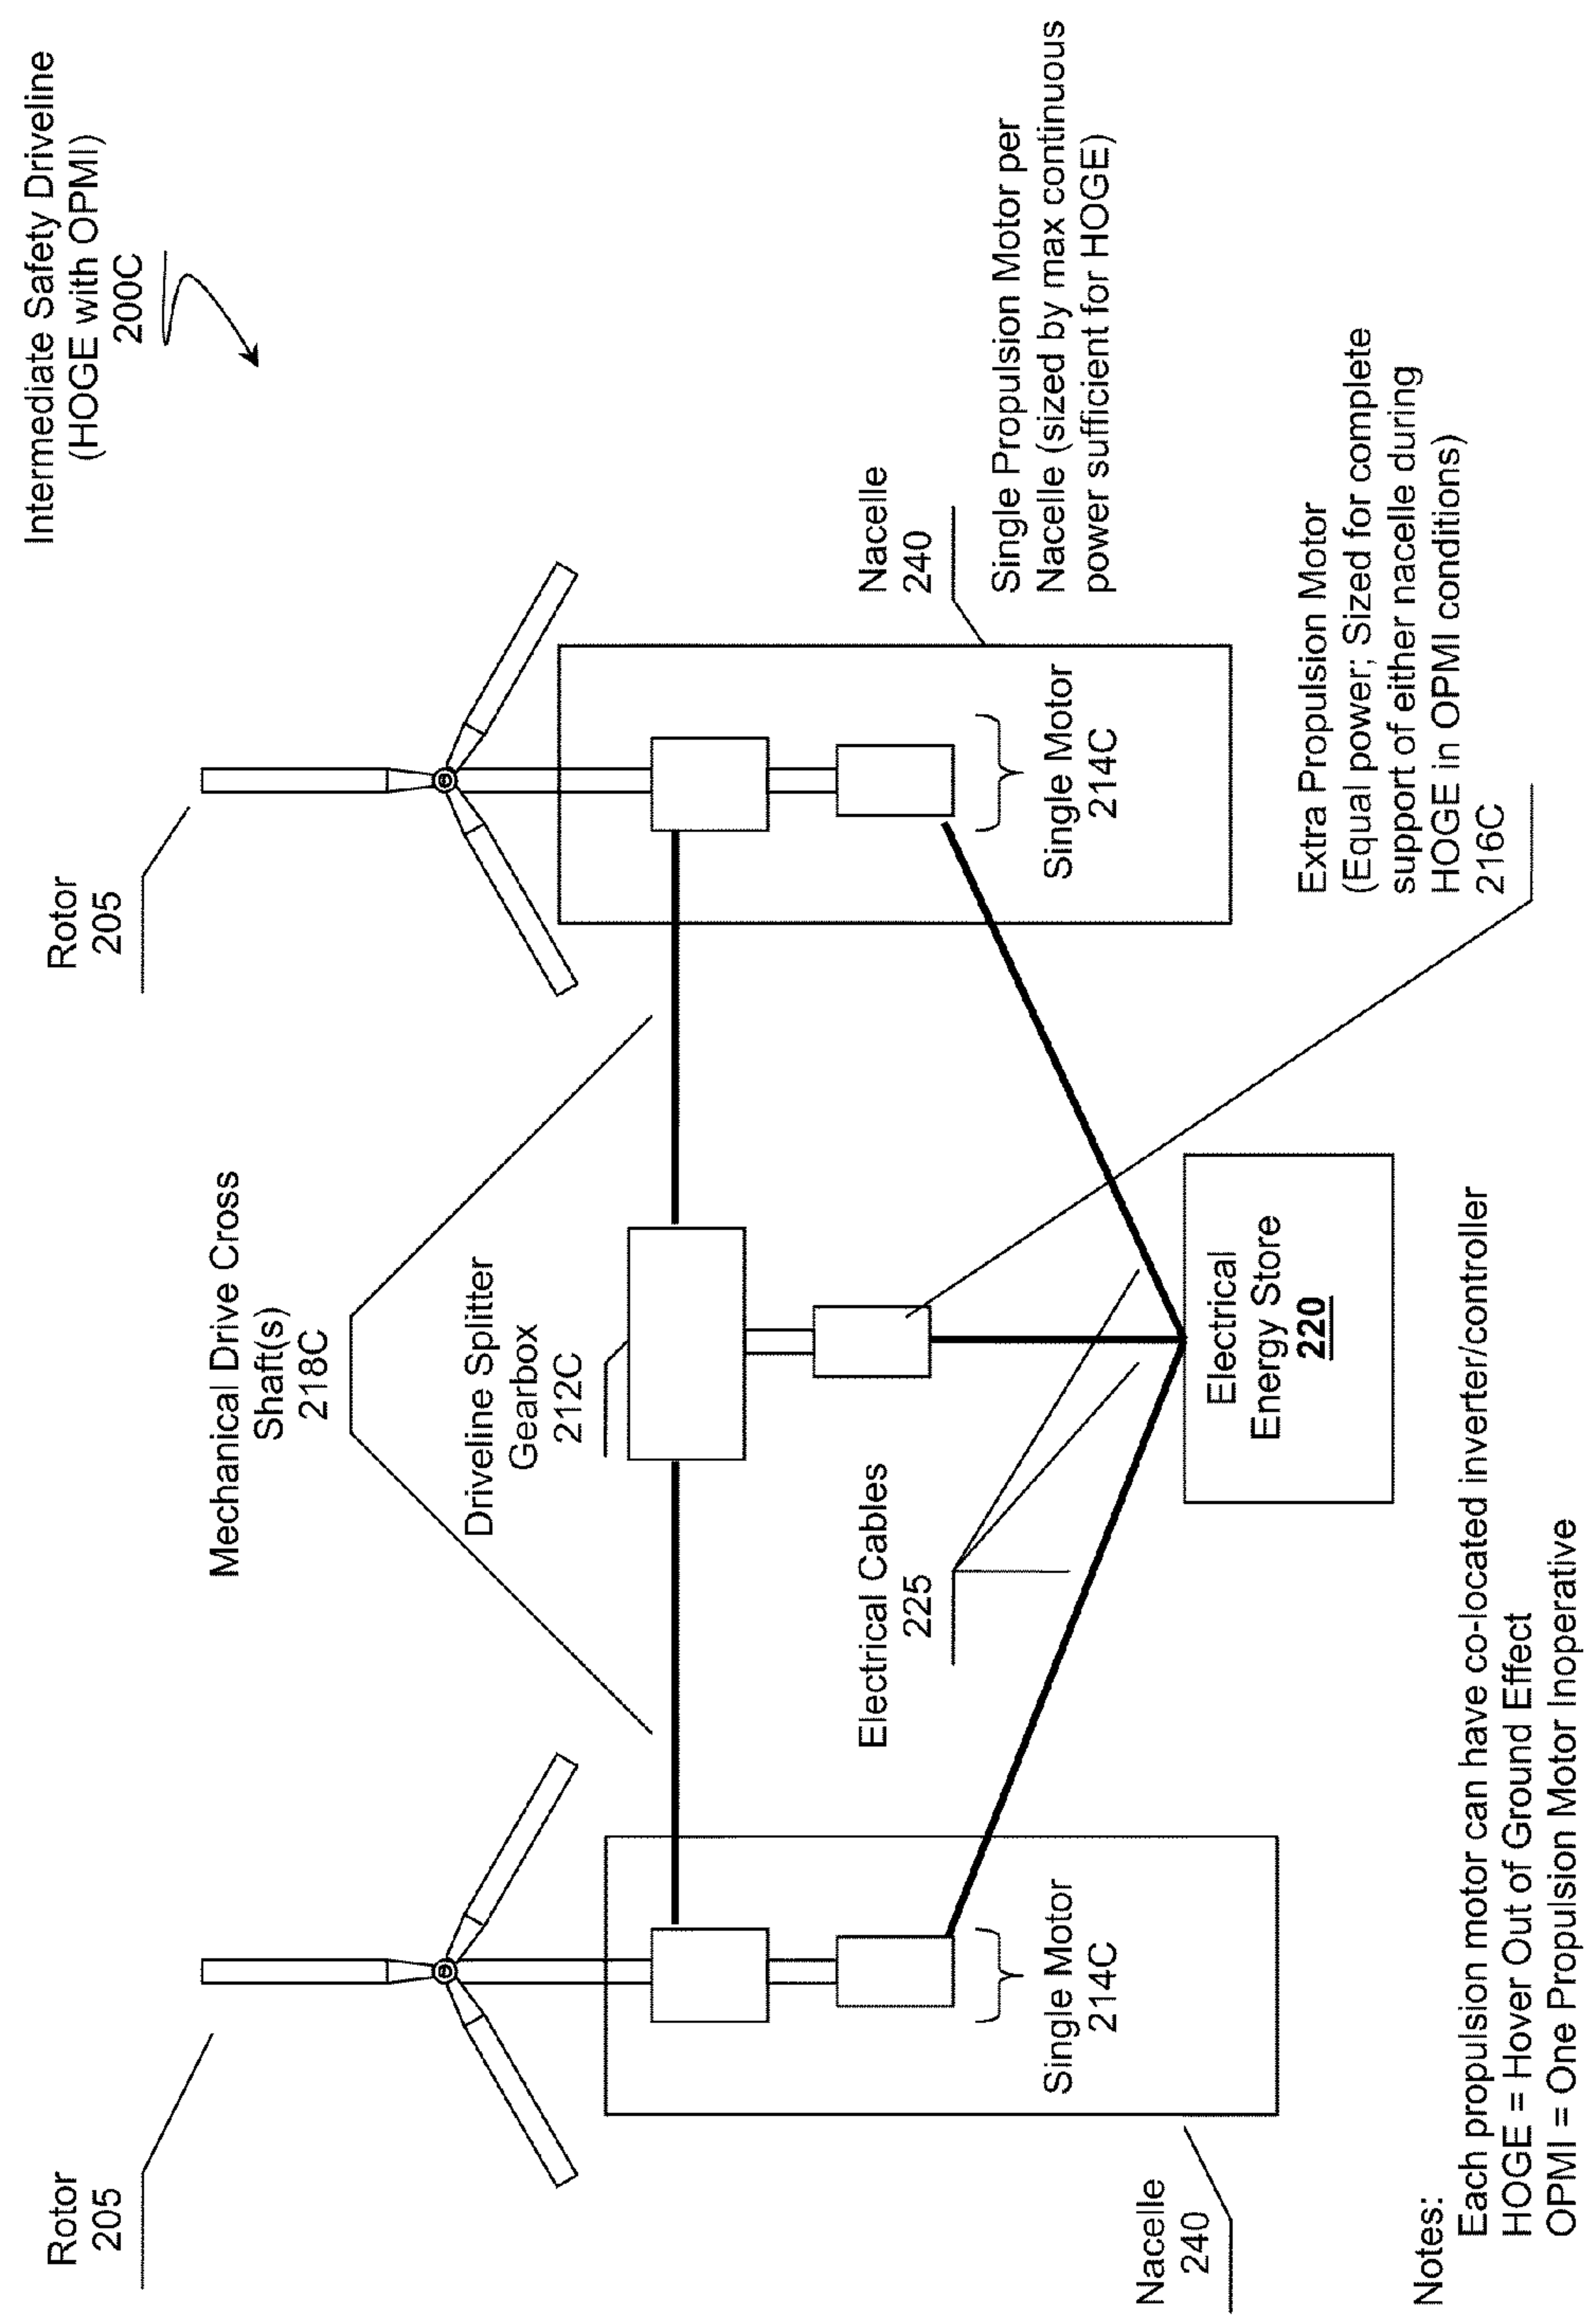 Intermediate Safety Driveline
(HOGE with OPMI)
200C
Rotor
205
Rotor
205
Mechanical Drive Cross
Shaft(s)
218C
Driveline Splitter
Gearbox
212C
Nacelle
240
Single Propulsion Motor per
Nacelle (sized by max continuous
power sufficient for HOGE)
Electrical Cables
225
Single Motor
214C
Single Motor
214C
Nacelle
240
Electrical
Energy Store
220
Extra Propulsion Motor
(Equal power; Sized for complete
support of either nacelle during
HOGE in OPMI conditions)
216C
Notes:
Each propulsion motor can have co-located inverter/controller
HOGE = Hover Out of Ground Effect
OPMI = One Propulsion Motor Inoperative